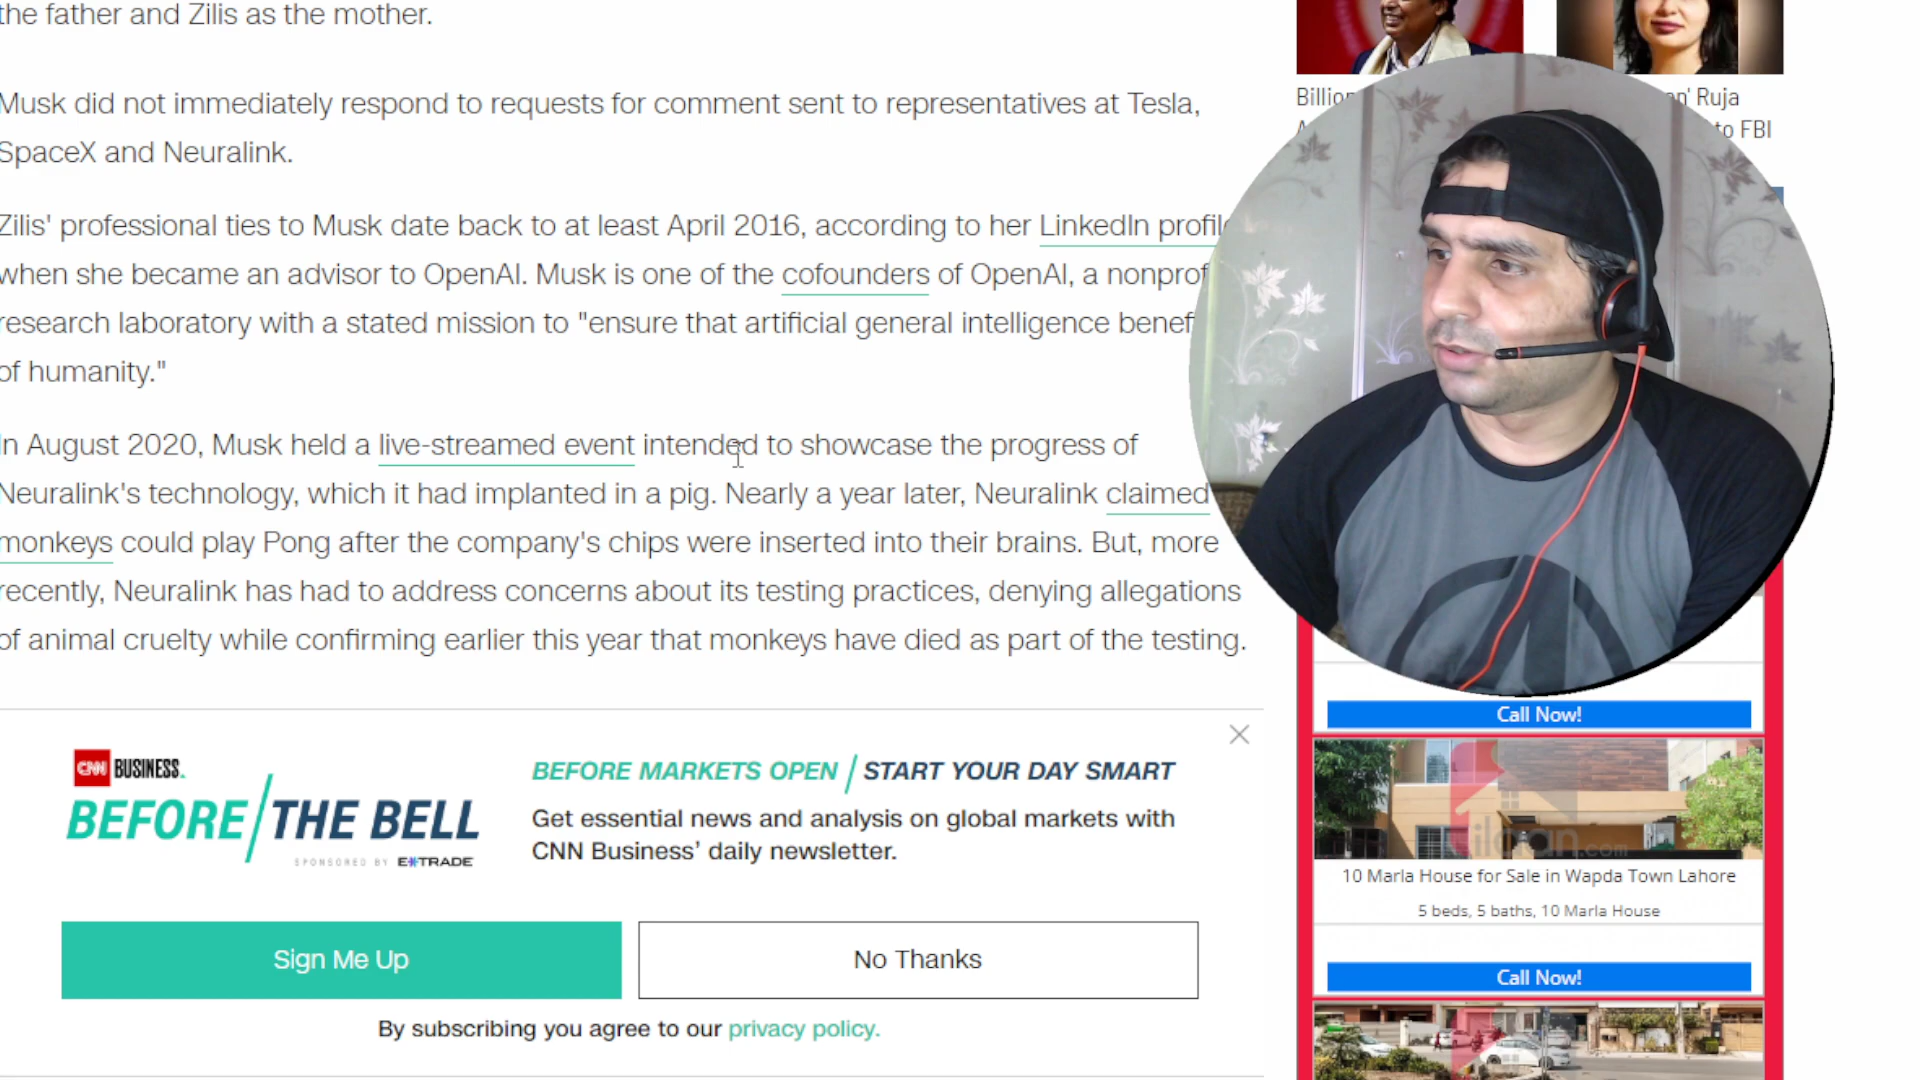 the father and Zilis as the mother.
Musk did not immediately respond to requests for comment sent to representatives at Tesla,
SpaceX and Neuralink.
Zilis' professional ties to Musk date back to at least April 2016, according to her LinkedIn profile
when she became an advisor to OpenAI. Musk is one of the cofounders of OpenAI, a nonprof
research laboratory with a stated mission to "ensure that artificial general intelligence benef
of humanity."
In August 2020, Musk held a live-streamed event intended to showcase the progress of
Neuralink's technology, which it had implanted in a pig. Nearly a year later, Neuralink claimed
monkeys could play Pong after the company's chips were inserted into their brains. But, more
recently, Neuralink has had to address concerns about its testing practices, denying allegations
of animal cruelty while confirming earlier this year that monkeys have died as part of the testing.
CNN BUSINESS.
BEFORE / THE BELL
SPONSORED BY E*TRADE
BEFORE MARKETS OPEN / START YOUR DAY SMART
Get essential news and analysis on global markets with
CNN Business' daily newsletter.
Sign Me Up
No Thanks
By subscribing you agree to our privacy policy.
Billion
Ruja
to FBI
Call Now!
10 Marla House for Sale in Wapda Town Lahore
5 beds, 5 baths, 10 Marla House
Call Now!